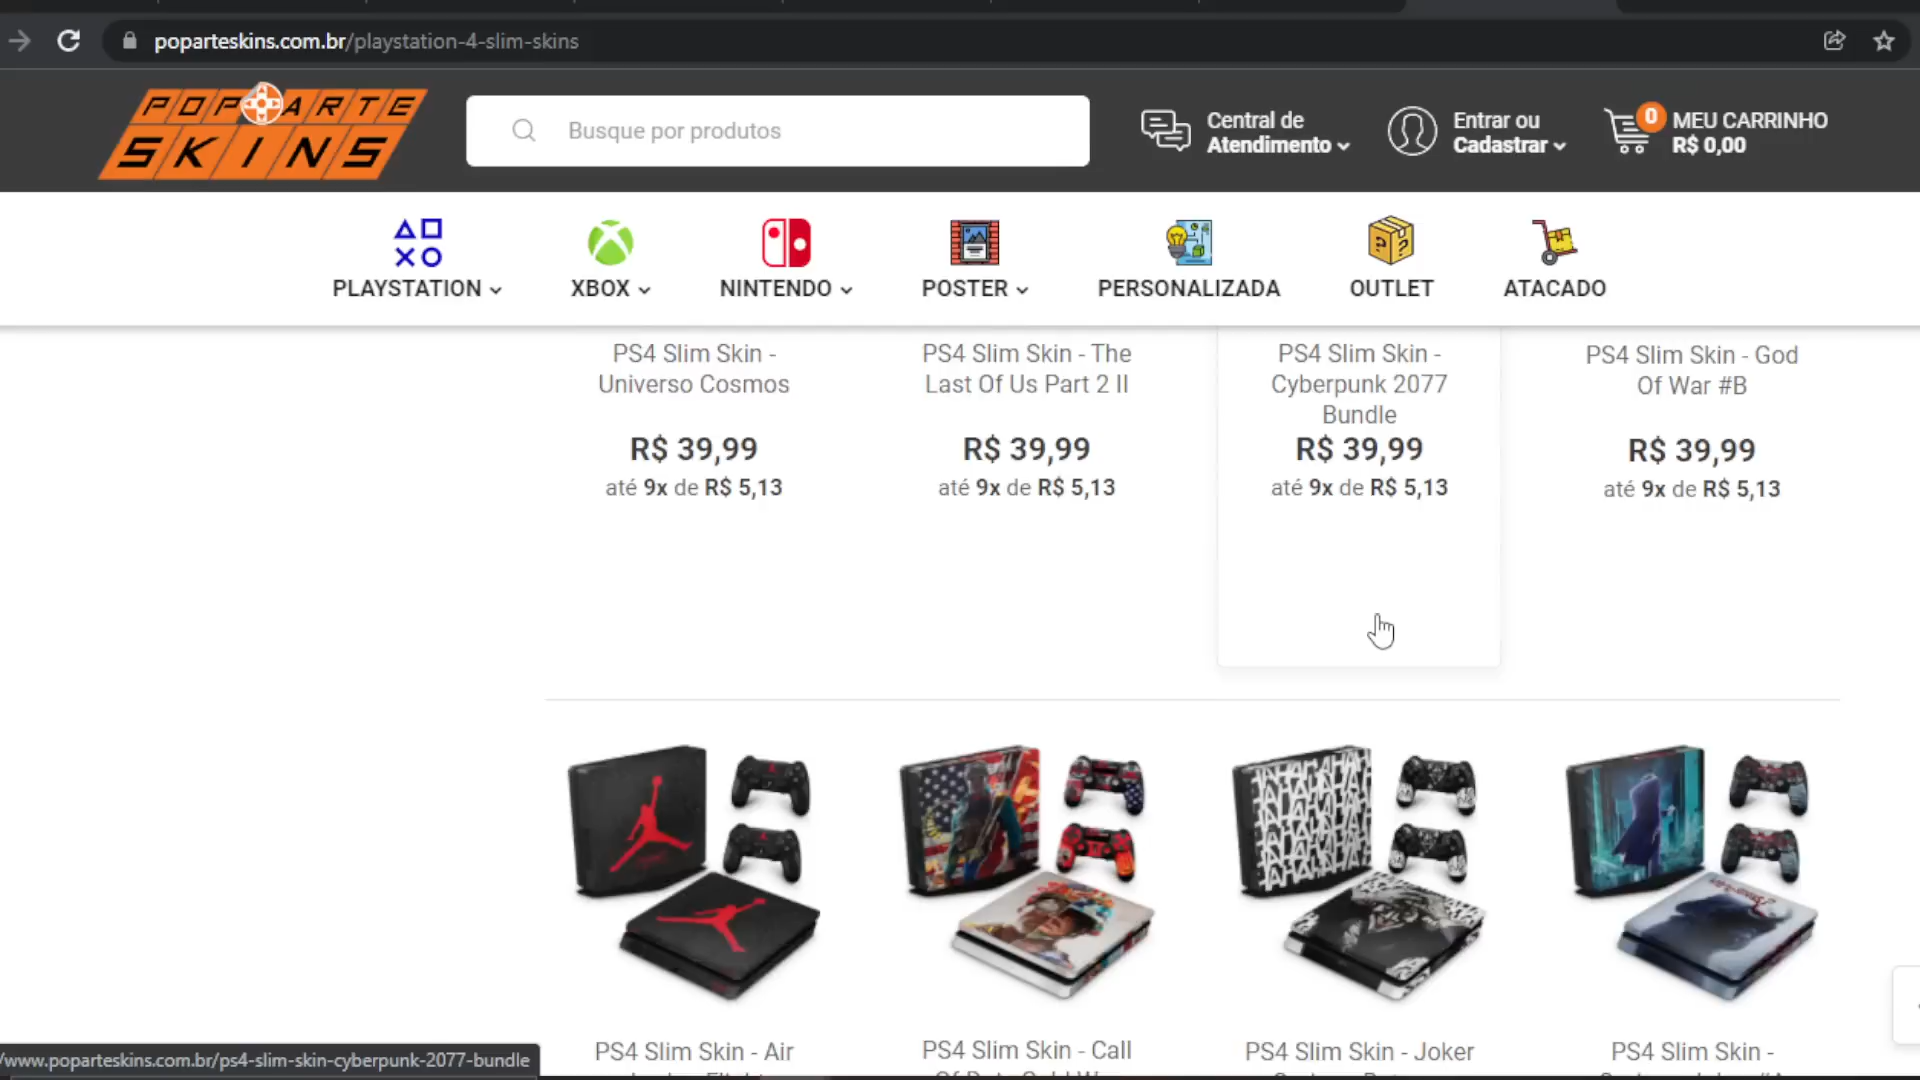 poparteskins.com.br/playstation-4-slim-skins
POP ARTE
SKINS
Busque por produtos
Central de
Atendimento
Entrar ou
Cadastrar
0
MEU CARRINHO
R$ 0,00
PLAYSTATION
XBOX
NINTENDO
POSTER
PERSONALIZADA
OUTLET
ATACADO
PS4 Slim Skin -
Universo Cosmos
R$ 39,99
até 9x de R$ 5,13
PS4 Slim Skin - The
Last Of Us Part 2 II
R$ 39,99
até 9x de R$ 5,13
PS4 Slim Skin -
Cyberpunk 2077
Bundle
R$ 39,99
até 9x de R$ 5,13
PS4 Slim Skin - God
Of War #B
R$ 39,99
até 9x de R$ 5,13
PS4 Slim Skin - Air
PS4 Slim Skin - Call
PS4 Slim Skin - Joker
PS4 Slim Skin -
/www.poparteskins.com.br/ps4-slim-skin-cyberpunk-2077-bundle